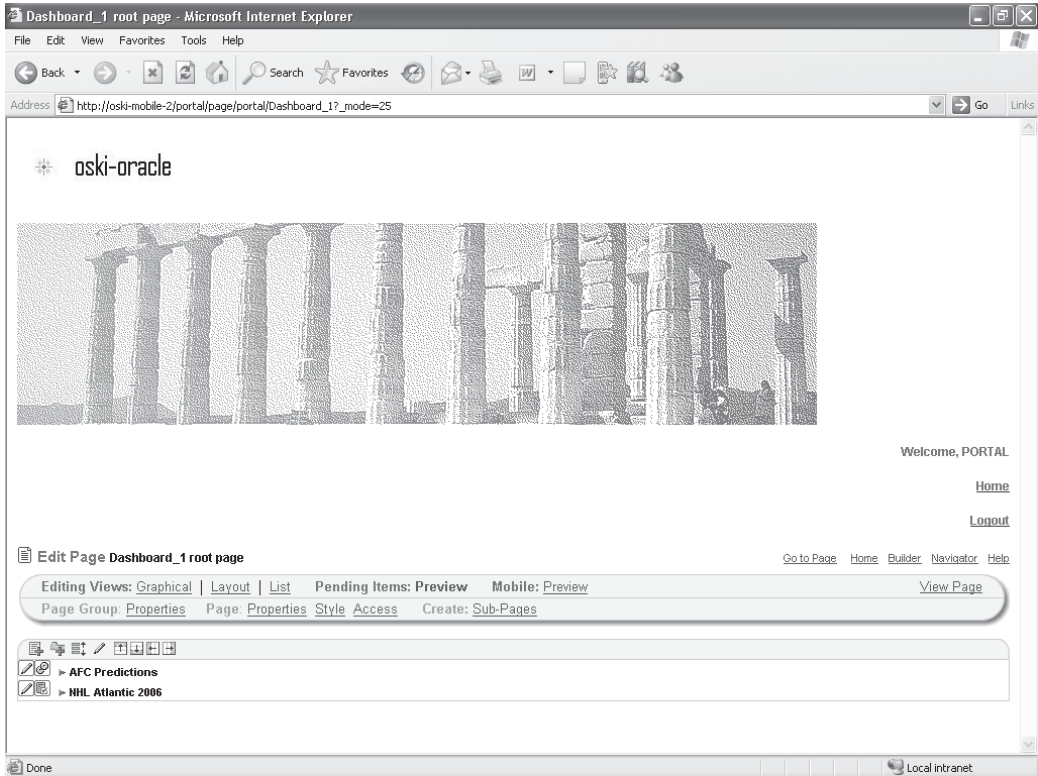 Dashboard_1 root page - Microsoft Internet Explorer
File Edit View Favorites Tools Help
Back Search Favorites
Address http://oski-mobile-2/portal/page/portal/Dashboard_1?_mode=25 Go Links
oski-oracle
Welcome, PORTAL
Home
Logout
Edit Page Dashboard_1 root page Go to Page Home Builder Navigator Help
Editing Views: Graphical | Layout | List Pending Items: Preview Mobile: Preview View Page
Page Group: Properties Page: Properties Style Access Create: Sub-Pages
AFC Predictions
NHL Atlantic 2006
Done Local intranet